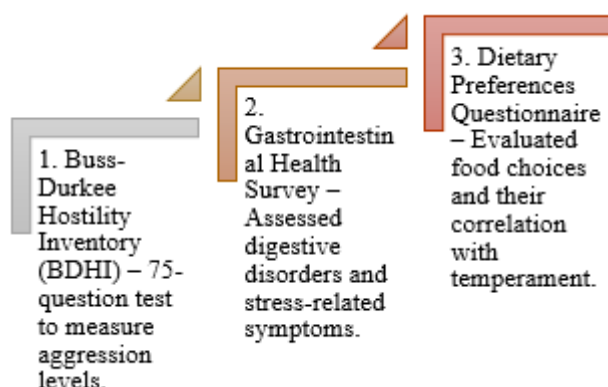 1. Buss-
Durkee
Hostility
Inventory
(BDHI) – 75-
question test
to measure
aggression
levels.
2.
Gastrointestin
al Health
Survey –
Assessed
digestive
disorders and
stress-related
symptoms.
3. Dietary
Preferences
Questionnaire
– Evaluated
food choices
and their
correlation
with
temperament.